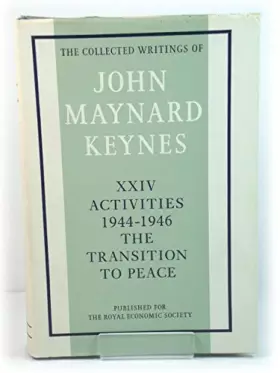 THE COLLECTED WRITINGS OF
JOHN
MAYNARD
KEYNES
XXIV
ACTIVITIES
1944-1946
THE
TRANSITION
TO PEACE
PUBLISHED FOR
THE ROYAL ECONOMIC SOCIETY